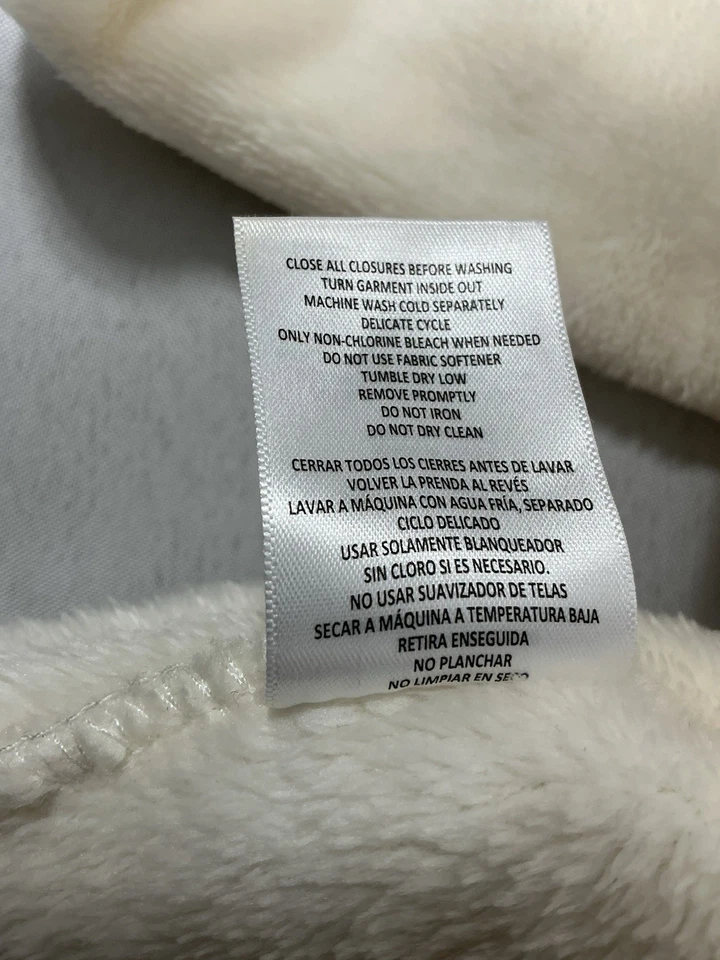 CLOSE ALL CLOSURES BEFORE WASHING
TURN GARMENT INSIDE OUT
MACHINE WASH COLD SEPARATELY
DELICATE CYCLE
ONLY NON-CHLORINE BLEACH WHEN NEEDED
DO NOT USE FABRIC SOFTENER
TUMBLE DRY LOW
REMOVE PROMPTLY
DO NOT IRON
DO NOT DRY CLEAN
CERRAR TODOS LOS CIERRES ANTES DE LAVAR
VOLVER LA PRENDA AL REVÉS
LAVAR A MÁQUINA CON AGUA FRÍA, SEPARADO
CICLO DELICADO
USAR SOLAMENTE BLANQUEADOR
SIN CLORO SI ES NECESARIO.
NO USAR SUAVIZADOR DE TELAS
SECAR A MÁQUINA A TEMPERATURA BAJA
RETIRA ENSEGUIDA
NO PLANCHAR
NO LIMPIAR EN SECO